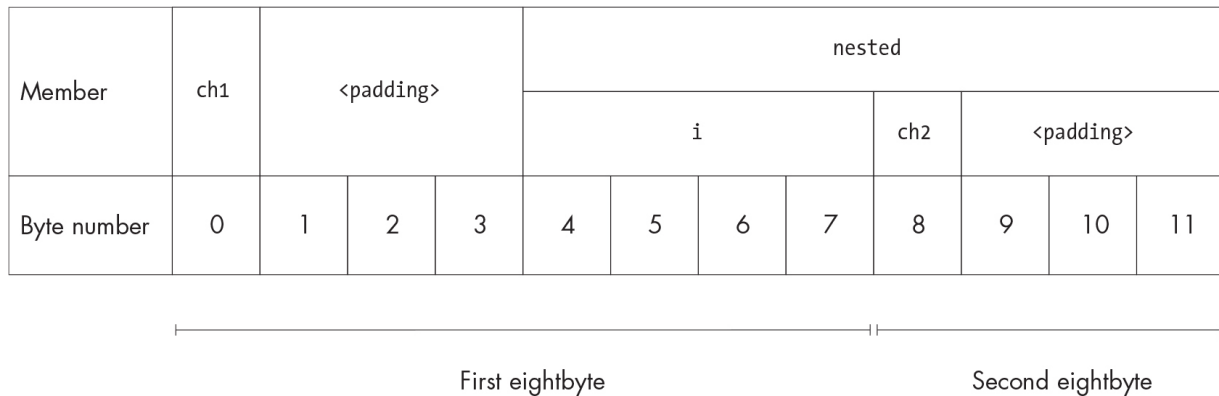 nested
Member ch1 <padding>
i ch2 <padding>
Byte number 0 1 2 3 4 5 6 7 8 9 10 11
First eightbyte Second eightbyte